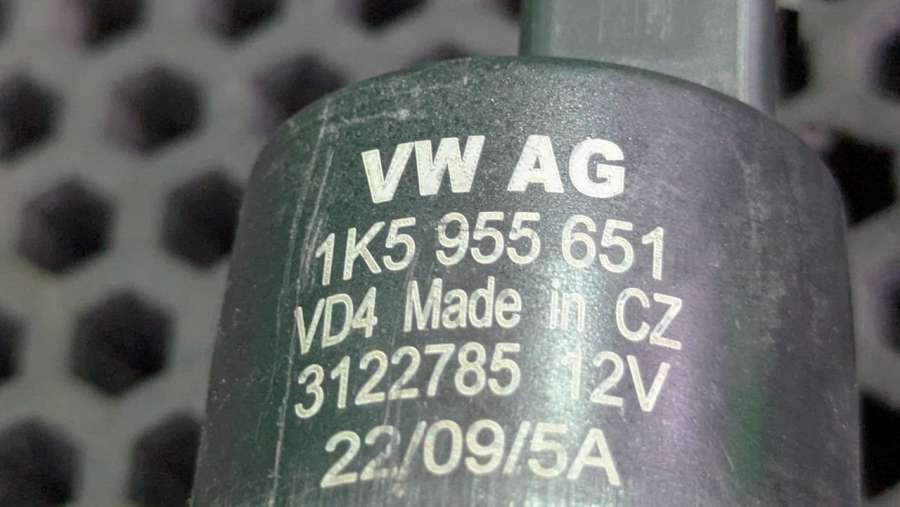 VW AG
1K5 955 651
VD4 Made in CZ
3122785 12V
22/09/5A